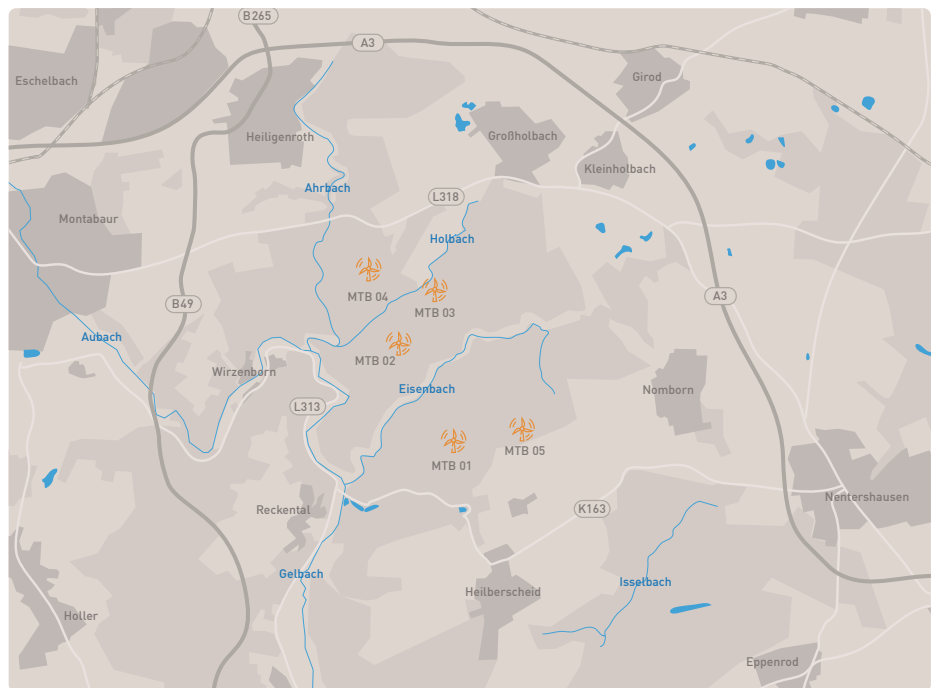 B265
A3
Eschelbach
Girod
Heiligenroth
Großholbach
Kleinholbach
Ahrbach
L318
Montabaur
Holbach
MTB 04
A3
B49
MTB 03
Aubach
MTB 02
Wirzenborn
Eisenbach
Nomborn
L313
MTB 05
MTB 01
Nentershausen
Reckental
K163
Gelbach
Isselbach
Heilberscheid
Holler
Eppenrod